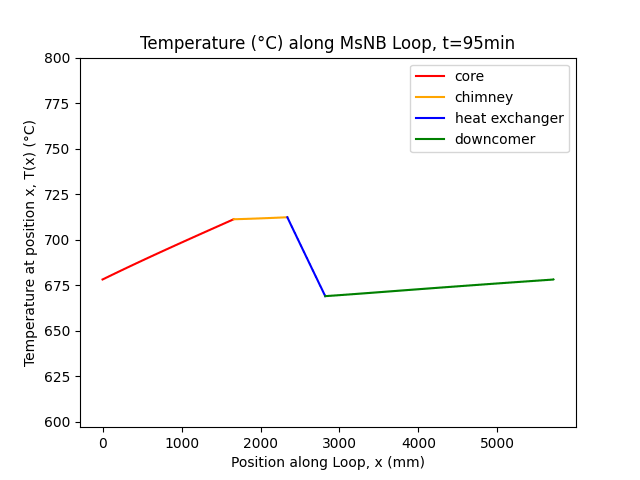 Temperature (°C) along MsNB Loop, t=95min
800
775
750
725
700
675
650
625
600
Temperature at position x, T(x) (°C)
core
chimney
heat exchanger
downcomer
0 1000 2000 3000 4000 5000
Position along Loop, x (mm)